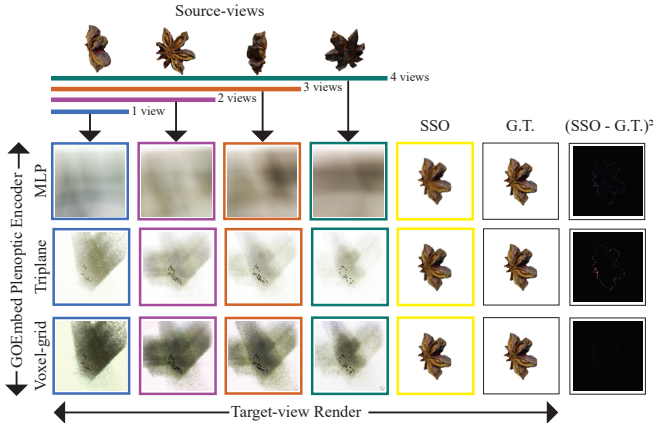 Source-views
4 views
3 views
2 views
1 view
SSO
G.T.
(SSO - G.T.)²
GOEmbed Plenoptic Encoder
MLP
Triplane
Voxel-grid
Target-view Render